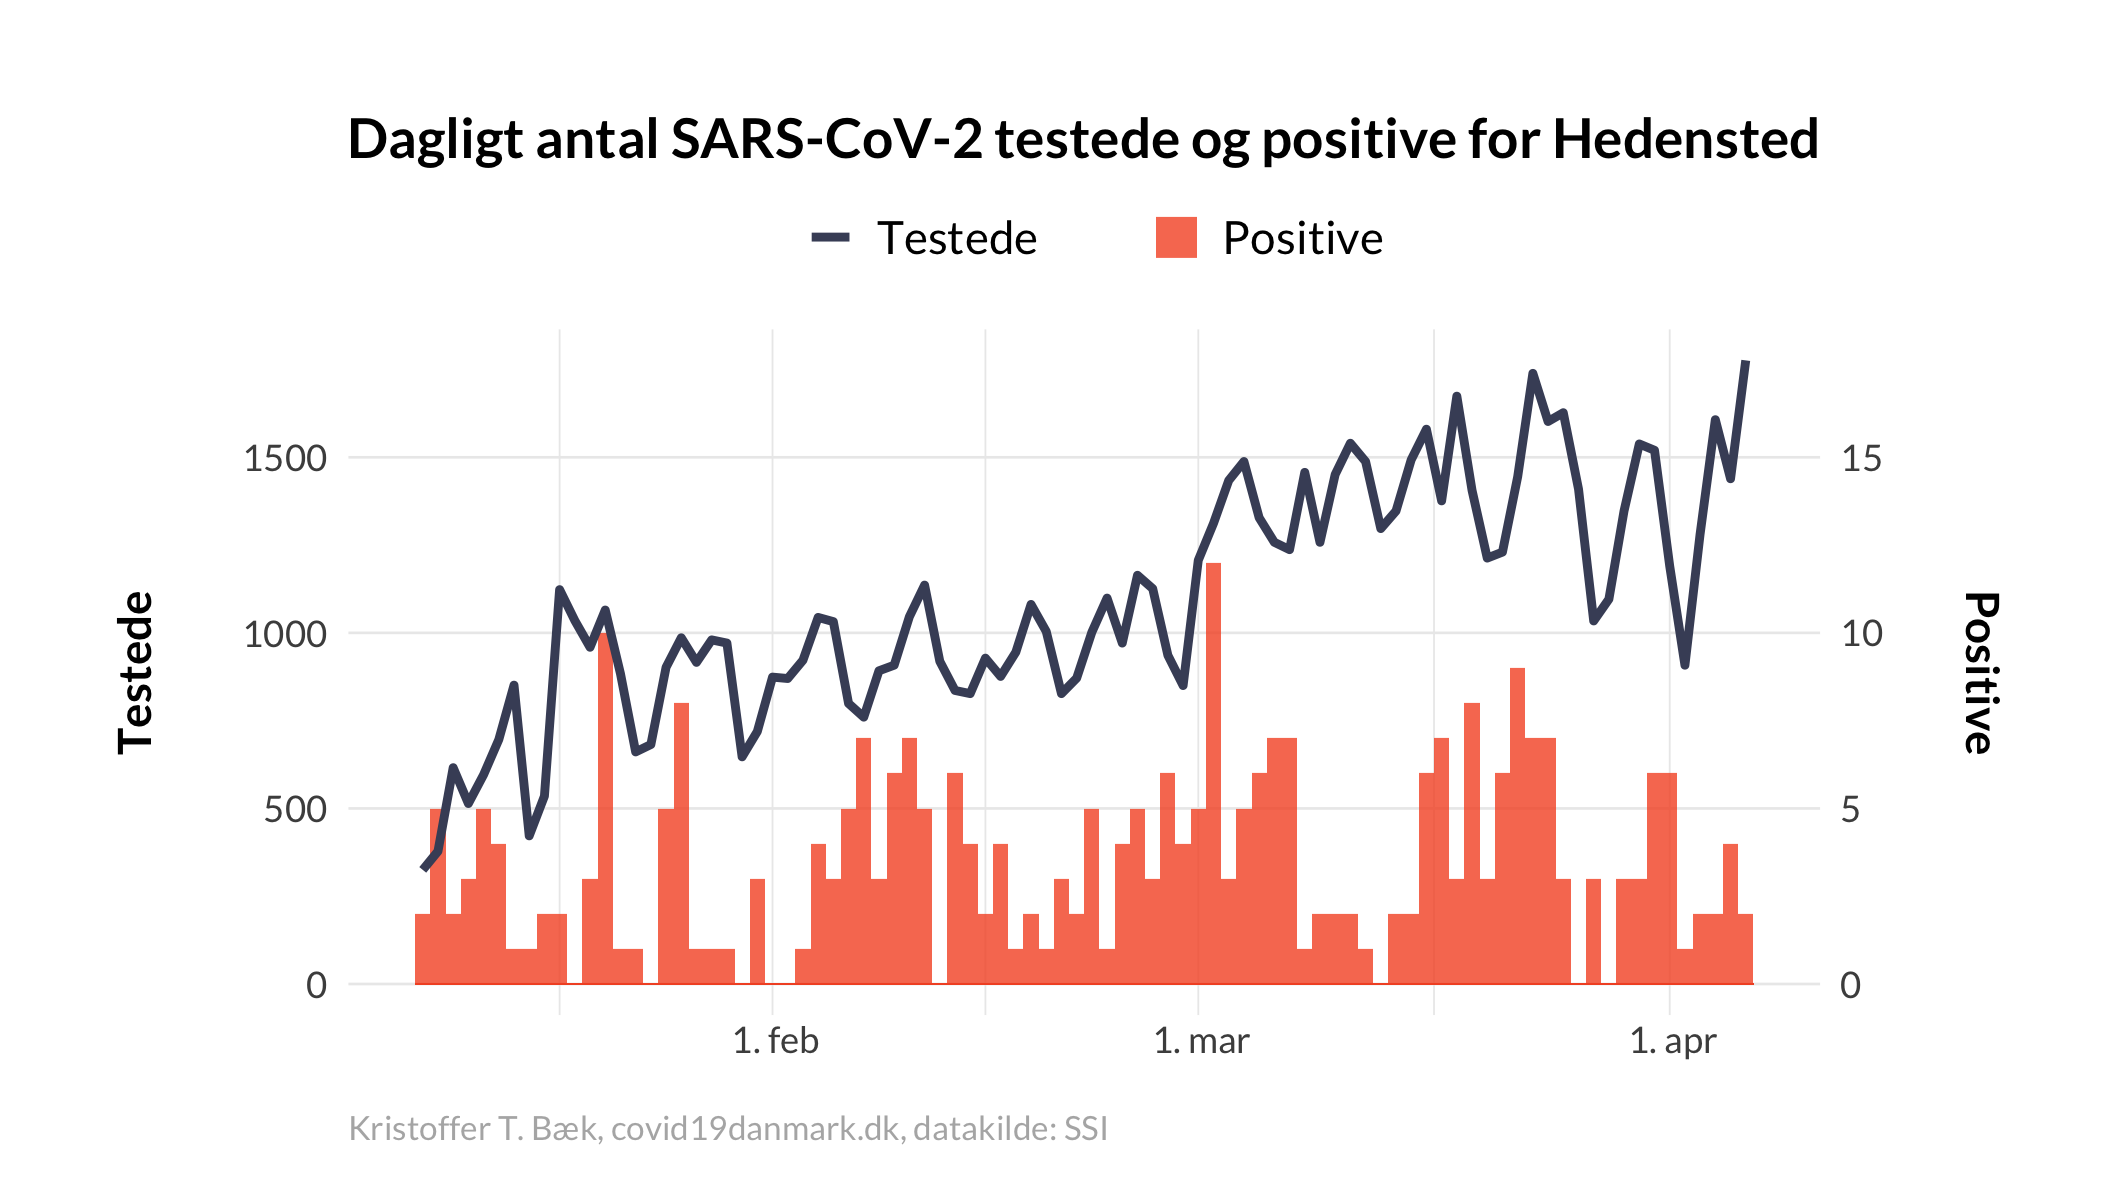 Dagligt antal SARS-CoV-2 testede og positive for Hedensted
Testede
Positive
1500
1000
500
0
Testede
15
10
5
0
Positive
1. feb
1. mar
1. apr
Kristoffer T. Bæk, covid19danmark.dk, datakilde: SSI